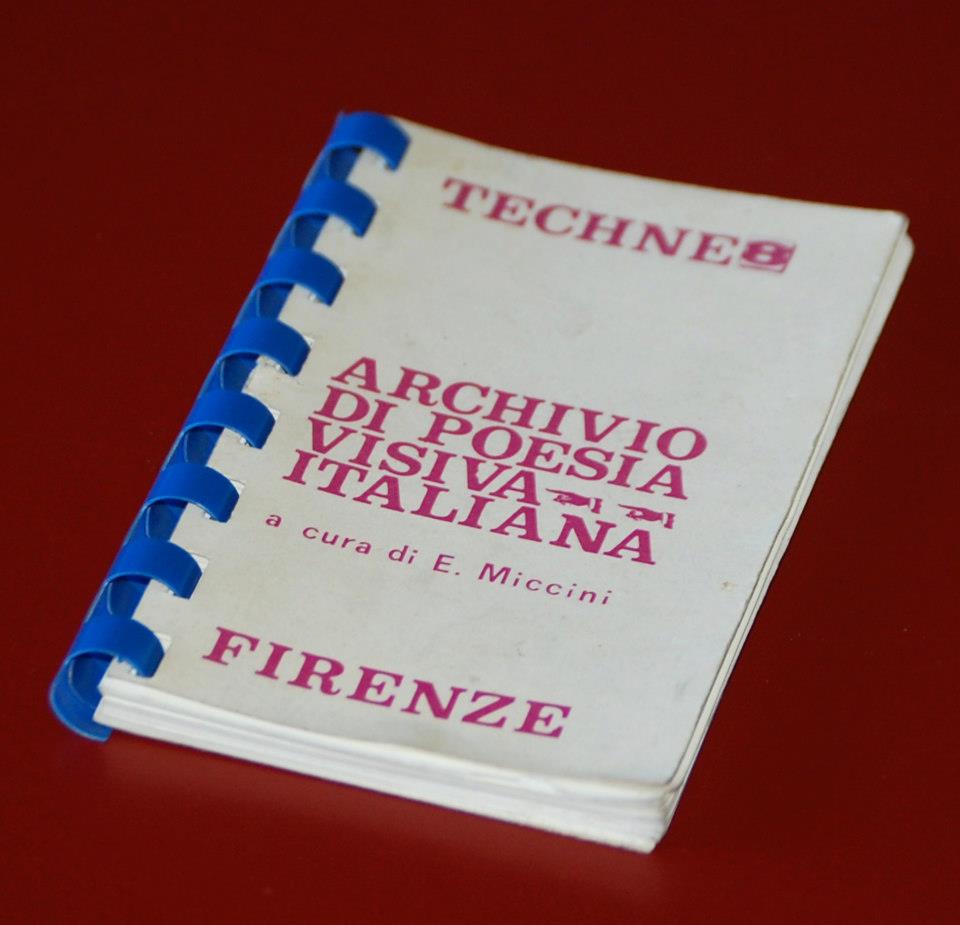 TECHNE 8
ARCHIVIO
DI POESIA
VISIVA
ITALIANA
a cura di E. Miccini
FIRENZE